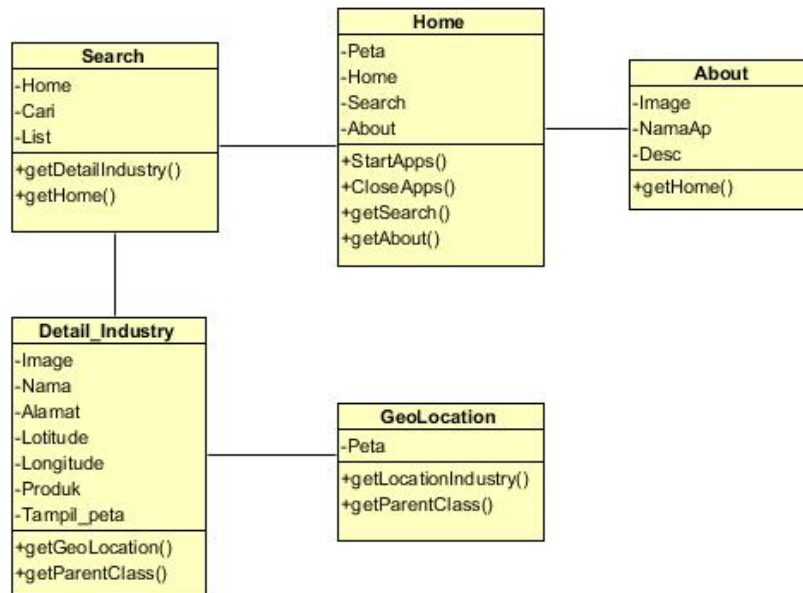 Search
-Home
-Cari
-List
+getDetailIndustry()
+getHome()
Home
-Peta
-Home
-Search
-About
+StartApps()
+CloseApps()
+getSearch()
+getAbout()
About
-Image
-NamaAp
-Desc
+getHome()
Detail_Industry
-Image
-Nama
-Alamat
-Lotitude
-Longitude
-Produk
-Tampil_peta
+getGeoLocation()
+getParentClass()
GeoLocation
-Peta
+getLocationIndustry()
+getParentClass()